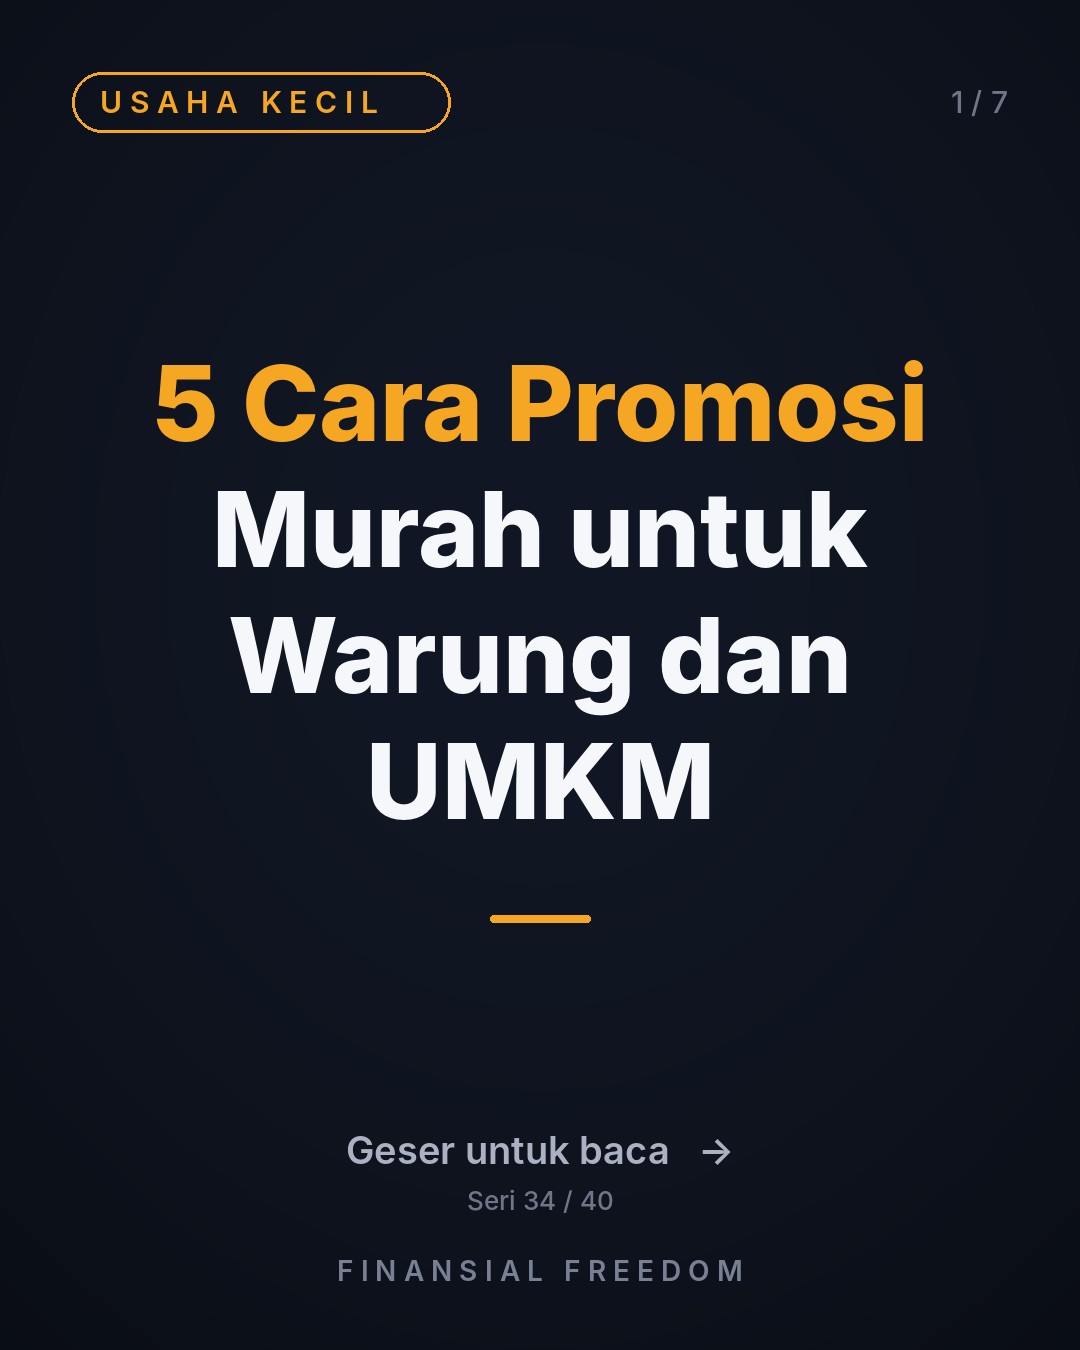 USAHA KECIL
1 / 7
5 Cara Promosi
Murah untuk
Warung dan
UMKM
Geser untuk baca →
Seri 34 / 40
FINANSIAL FREEDOM